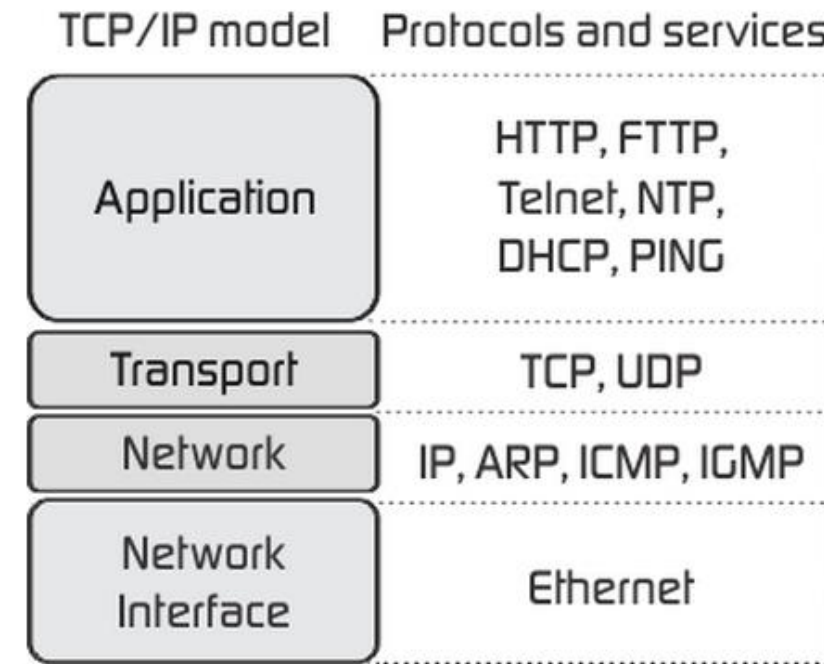 TCP/IP model Protocols and services
Application
HTTP, FTTP,
Telnet, NTP,
DHCP, PING
Transport
TCP, UDP
Network
IP, ARP, ICMP, IGMP
Network
Interface
Ethernet